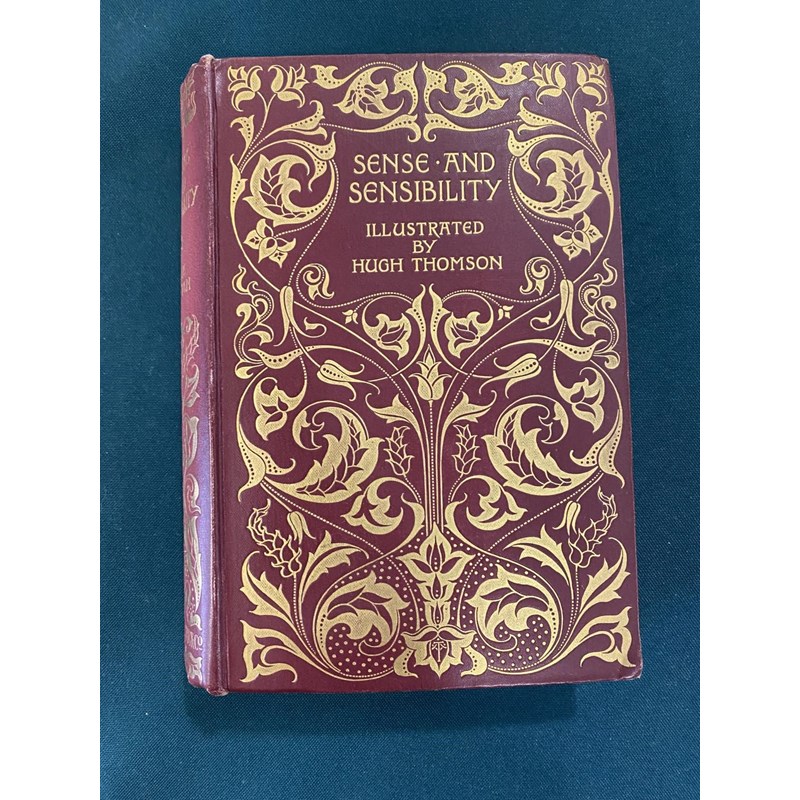 SENSE · AND
SENSIBILITY
ILLUSTRATED
BY
HUGH THOMSON